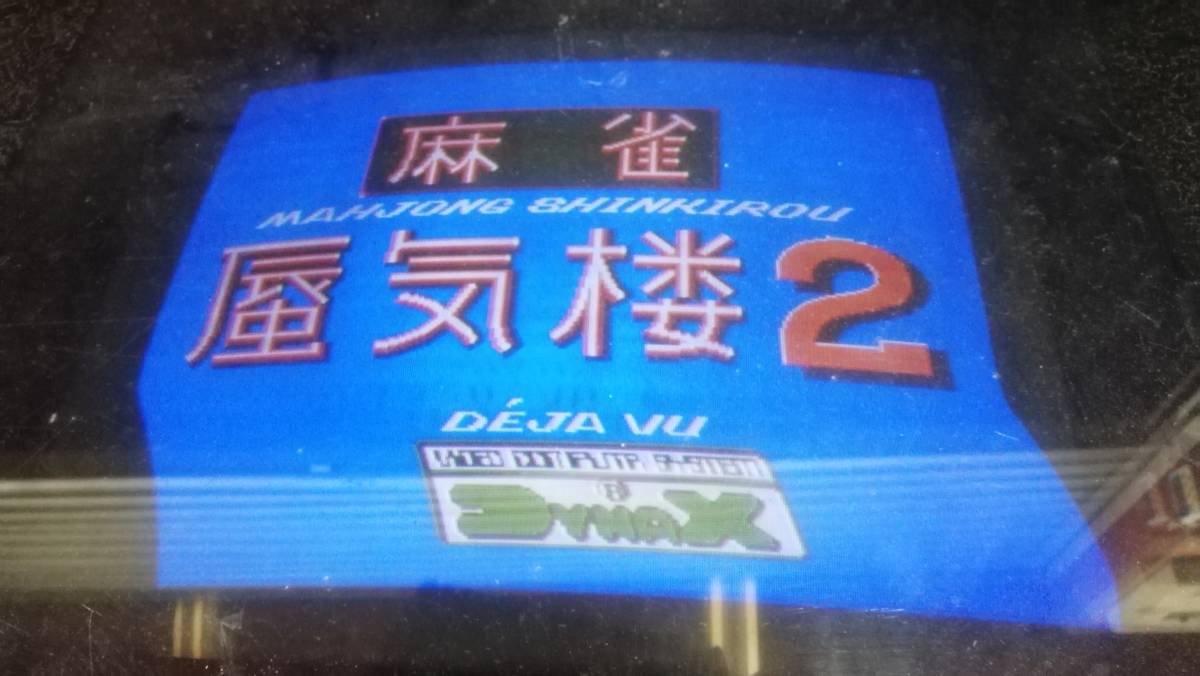 麻雀
MAHJONG SHINKIROU
蜃気楼2
DÉJA VU
DYNAX